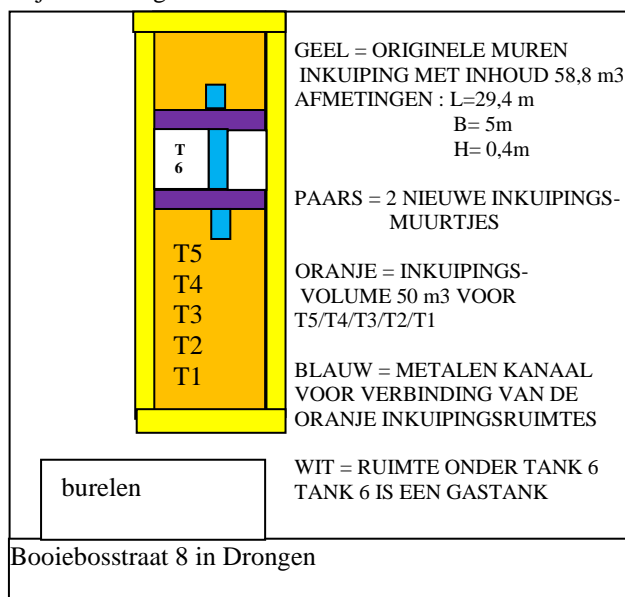 GEEL = ORIGINELE MUREN
INKUIPING MET INHOUD 58,8 m3
AFMETINGEN : L=29,4 m
B= 5m
H= 0,4m
T
6
PAARS = 2 NIEUWE INKUIPINGS-
MUURTJES
T5
T4
T3
T2
T1
ORANJE = INKUIPINGS-
VOLUME 50 m3 VOOR
T5/T4/T3/T2/T1
BLAUW = METALEN KANAAL
VOOR VERBINDING VAN DE
ORANJE INKUIPINGSRUIMTES
WIT = RUIMTE ONDER TANK 6
TANK 6 IS EEN GASTANK
burelen
Booiebosstraat 8 in Drongen